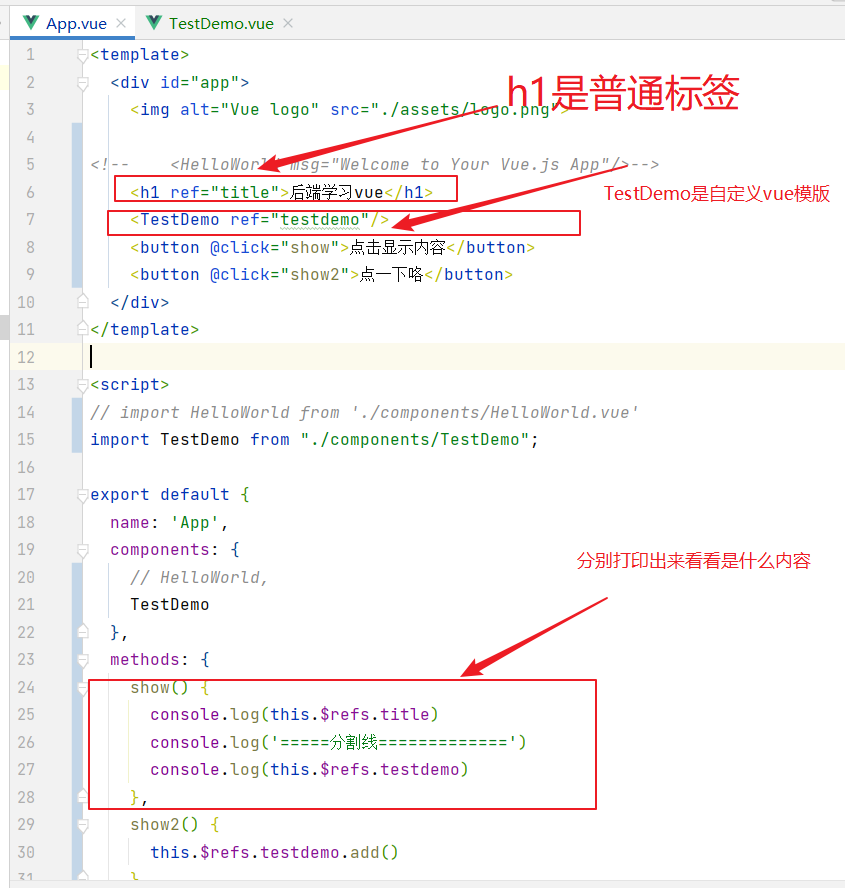 App.vue × TestDemo.vue ×
1 <template>
2 <div id="app">
h1是普通标签
3 <img alt="Vue logo" src="./assets/logo.png">
4
5 <!-- <HelloWorld msg="Welcome to Your Vue.js App"/>-->
6 <h1 ref="title">后端学习vue</h1>
TestDemo是自定义vue模版
7 <TestDemo ref="testdemo"/>
8 <button @click="show">点击显示内容</button>
9 <button @click="show2">点一下咯</button>
10 </div>
11 </template>
12
13 <script>
14 // import HelloWorld from './components/HelloWorld.vue'
15 import TestDemo from "./components/TestDemo";
16
17 export default {
18 name: 'App',
19 components: {
分别打印出来看看是什么内容
20 // HelloWorld,
21 TestDemo
22 },
23 methods: {
24 show() {
25 console.log(this.$refs.title)
26 console.log('=====分割线=============')
27 console.log(this.$refs.testdemo)
28 },
29 show2() {
30 this.$refs.testdemo.add()
31 }